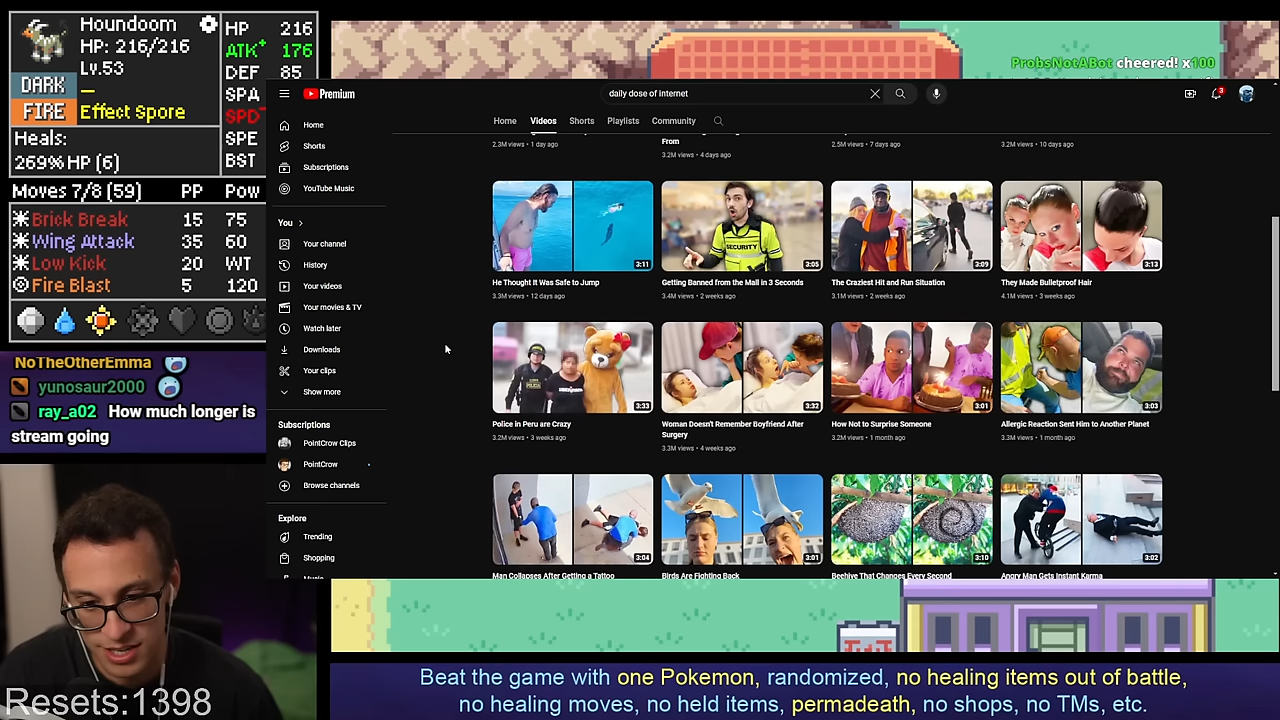 Houndoom
HP: 216/216
Lv.53
DARK
FIRE
Effect Spore
Heals:
269% HP (6)
HP 216
ATK+ 176
DEF 85
SPA
SPD-
SPE
BST
Moves 7/8 (59) PP Pow
Brick Break 15 75
Wing Attack 35 60
Low Kick 20 WT
Fire Blast 5 120
NoTheOtherEmma
yunosaur2000
ray_a02 How much longer is
stream going
Resets:1398
ProbsNotABot cheered! x100
Premium
daily dose of internet
3
Home Videos Shorts Playlists Community
Home
Shorts
Subscriptions
YouTube Music
You
Your channel
History
Your videos
Your movies & TV
Watch later
Downloads
Your clips
Show more
Subscriptions
PointCrow Clips
PointCrow
Browse channels
Explore
Trending
Shopping
Music
2.3M views • 1 day ago
From
3.2M views • 4 days ago
2.5M views • 7 days ago
3.2M views • 10 days ago
3:11
He Thought It Was Safe to Jump
3.3M views • 12 days ago
SECURITY
3:05
Getting Banned from the Mall in 3 Seconds
3.4M views • 2 weeks ago
3:09
The Craziest Hit and Run Situation
3.1M views • 2 weeks ago
3:13
They Made Bulletproof Hair
4.1M views • 3 weeks ago
3:33
Police in Peru are Crazy
3.2M views • 3 weeks ago
3:32
Woman Doesn't Remember Boyfriend After
Surgery
3.3M views • 4 weeks ago
3:01
How Not to Surprise Someone
3.2M views • 1 month ago
3:03
Allergic Reaction Sent Him to Another Planet
3.3M views • 1 month ago
3:04
Man Collapses After Getting a Tattoo
3:01
Birds Are Fighting Back
3:10
Beehive That Changes Every Second
3:02
Angry Man Gets Instant Karma
Beat the game with one Pokemon, randomized, no healing items out of battle,
no healing moves, no held items, permadeath, no shops, no TMs, etc.